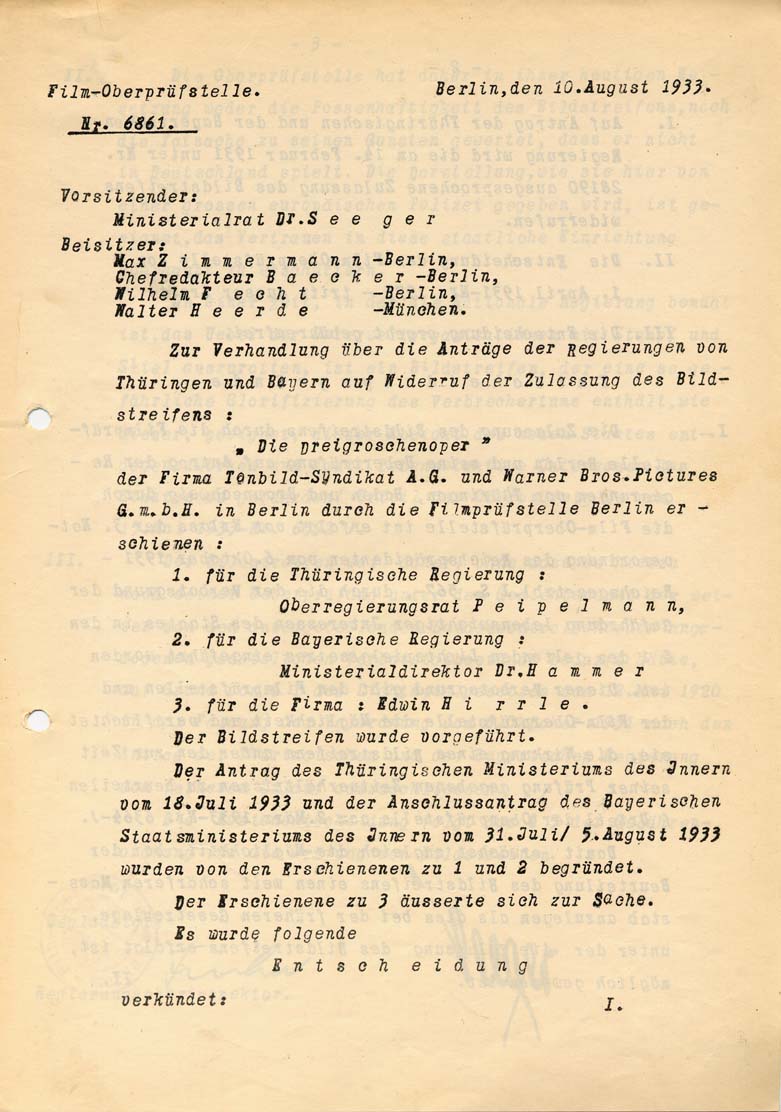 Film-Oberprüfstelle.
Berlin,den 10.August 1933.
Nr. 6861.
Vorsitzender:
Ministerialrat Dr.S e e g e r
Beisitzer:
Max Z i m m e r m a n n -Berlin,
Chefredakteur B a e c k e r -Berlin,
Wilhelm F e c h t -Berlin,
Walter H e e r d e -München.
Zur Verhandlung über die Anträge der Regierungen von
Thüringen und Bayern auf Widerruf der Zulassung des Bild-
streifens :
„ Die Dreigroschenoper ”
der Firma Tonbild-Syndikat A.G. und Warner Bros.Pictures
G.m.b.H. in Berlin durch die Filmprüfstelle Berlin er -
schienen :
1. für die Thüringische Regierung :
Oberregierungsrat P e i p e l m a n n,
2. für die Bayerische Regierung :
Ministerialdirektor Dr.H a m m e r
3. für die Firma : Edwin H i r r l e .
Der Bildstreifen wurde vorgeführt.
Der Antrag des Thüringischen Ministeriums des Innern
vom 18.Juli 1933 und der Anschlussantrag des Bayerischen
Staatsministeriums des Innern vom 31.Juli/ 5.August 1933
wurden von den Erschienenen zu 1 und 2 begründet.
Der Erschienene zu 3 äusserte sich zur Sache.
Es wurde folgende
E n t s c h e i d u n g
verkündet:
I.